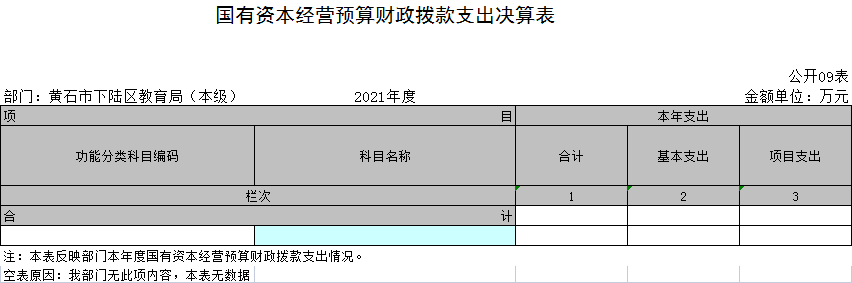 国有资本经营预算财政拨款支出决算表
公开09表
部门：黄石市下陆区教育局（本级） 2021年度 金额单位：万元
项 目 本年支出
功能分类科目编码 科目名称 合计 基本支出 项目支出
栏次 1 2 3
合 计
注：本表反映部门本年度国有资本经营预算财政拨款支出情况。
空表原因：我部门无此项内容，本表无数据